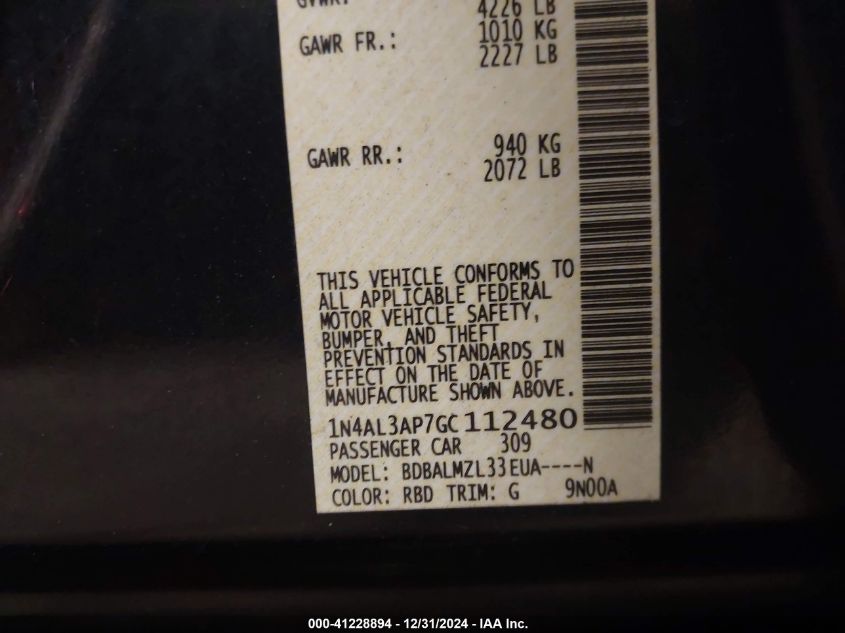 GVWR:
4226 LB
GAWR FR.: 1010 KG
2227 LB
GAWR RR.: 940 KG
2072 LB
THIS VEHICLE CONFORMS TO
ALL APPLICABLE FEDERAL
MOTOR VEHICLE SAFETY,
BUMPER, AND THEFT
PREVENTION STANDARDS IN
EFFECT ON THE DATE OF
MANUFACTURE SHOWN ABOVE.
1N4AL3AP7GC112480
PASSENGER CAR 309
MODEL: BDBALMZL33EUA----N
COLOR: RBD TRIM: G 9N00A
000-41228894 - 12/31/2024 - IAA Inc.